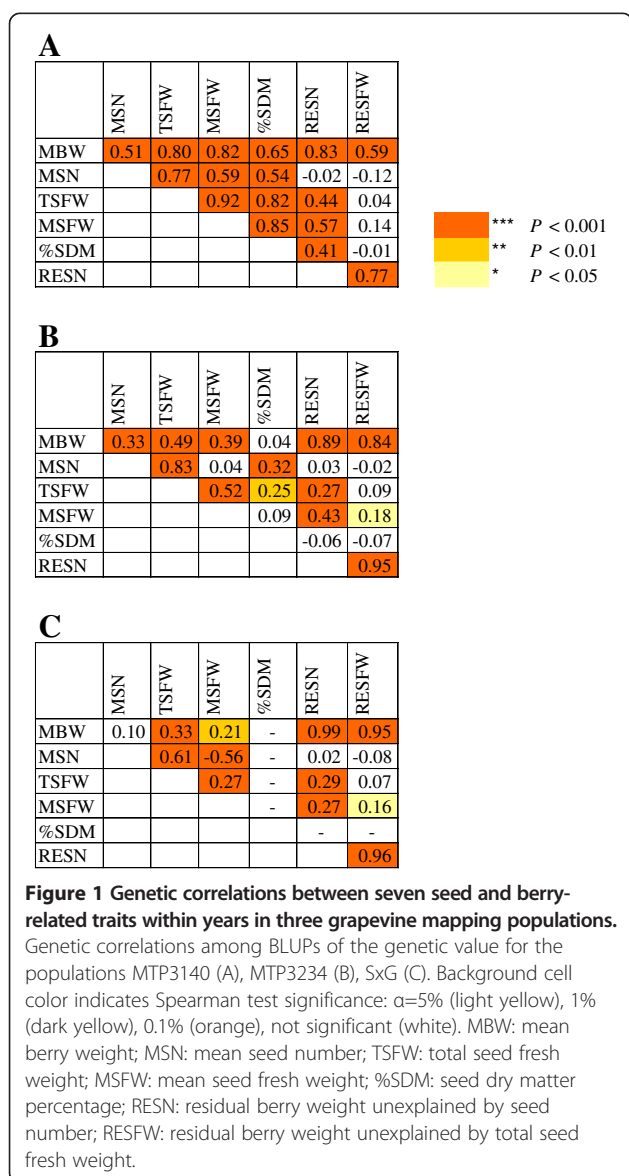 A
MSN TSFW MSFW %SDM RESN RESFW
MBW 0.51 0.80 0.82 0.65 0.83 0.59
MSN 0.77 0.59 0.54 -0.02 -0.12
TSFW 0.92 0.82 0.44 0.04
MSFW 0.85 0.57 0.14
%SDM 0.41 -0.01
RESN 0.77
*** P < 0.001
** P < 0.01
* P < 0.05
B
MSN TSFW MSFW %SDM RESN RESFW
MBW 0.33 0.49 0.39 0.04 0.89 0.84
MSN 0.83 0.04 0.32 0.03 -0.02
TSFW 0.52 0.25 0.27 0.09
MSFW 0.09 0.43 0.18
%SDM -0.06 -0.07
RESN 0.95
C
MSN TSFW MSFW %SDM RESN RESFW
MBW 0.10 0.33 0.21 - 0.99 0.95
MSN 0.61 -0.56 - 0.02 -0.08
TSFW 0.27 - 0.29 0.07
MSFW - 0.27 0.16
%SDM - -
RESN 0.96
Figure 1 Genetic correlations between seven seed and berry-
related traits within years in three grapevine mapping populations.
Genetic correlations among BLUPs of the genetic value for the
populations MTP3140 (A), MTP3234 (B), SxG (C). Background cell
color indicates Spearman test significance: α=5% (light yellow), 1%
(dark yellow), 0.1% (orange), not significant (white). MBW: mean
berry weight; MSN: mean seed number; TSFW: total seed fresh
weight; MSFW: mean seed fresh weight; %SDM: seed dry matter
percentage; RESN: residual berry weight unexplained by seed
number; RESFW: residual berry weight unexplained by total seed
fresh weight.